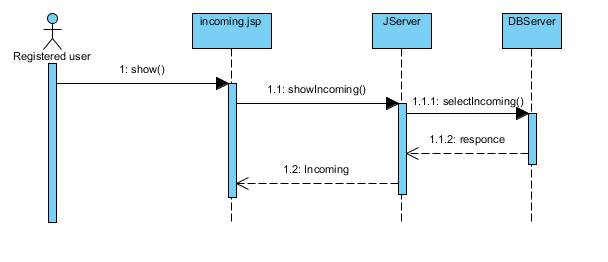 incoming.jsp
JServer
DBServer
Registered user
1: show()
1.1: showIncoming()
1.1.1: selectIncoming()
1.1.2: responce
1.2: Incoming